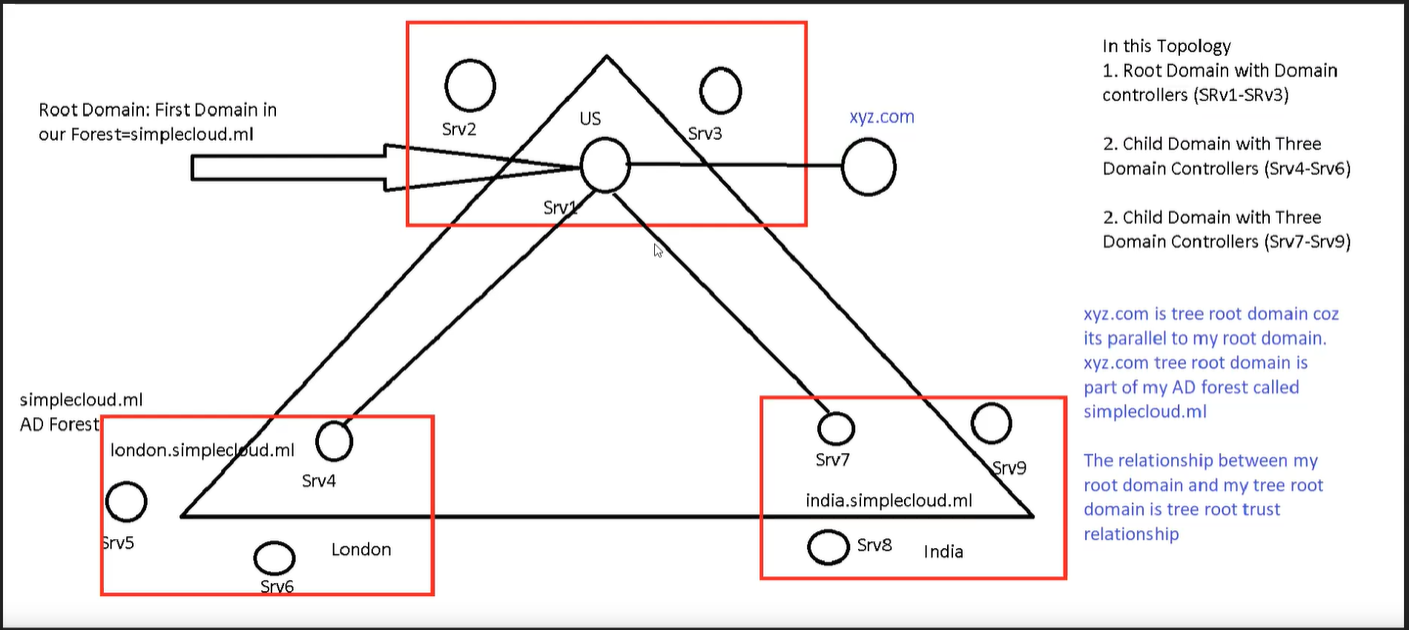 Root Domain: First Domain in
our Forest=simplecloud.ml
Srv2
US
Srv3
Srv1
xyz.com
In this Topology
1. Root Domain with Domain
controllers (SRv1-SRv3)
2. Child Domain with Three
Domain Controllers (Srv4-Srv6)
2. Child Domain with Three
Domain Controllers (Srv7-Srv9)
xyz.com is tree root domain coz
its parallel to my root domain.
xyz.com tree root domain is
part of my AD forest called
simplecloud.ml
The relationship between my
root domain and my tree root
domain is tree root trust
relationship
simplecloud.ml
AD Forest
london.simplecloud.ml
Srv4
Srv5
Srv6
London
Srv7
Srv9
india.simplecloud.ml
Srv8
India